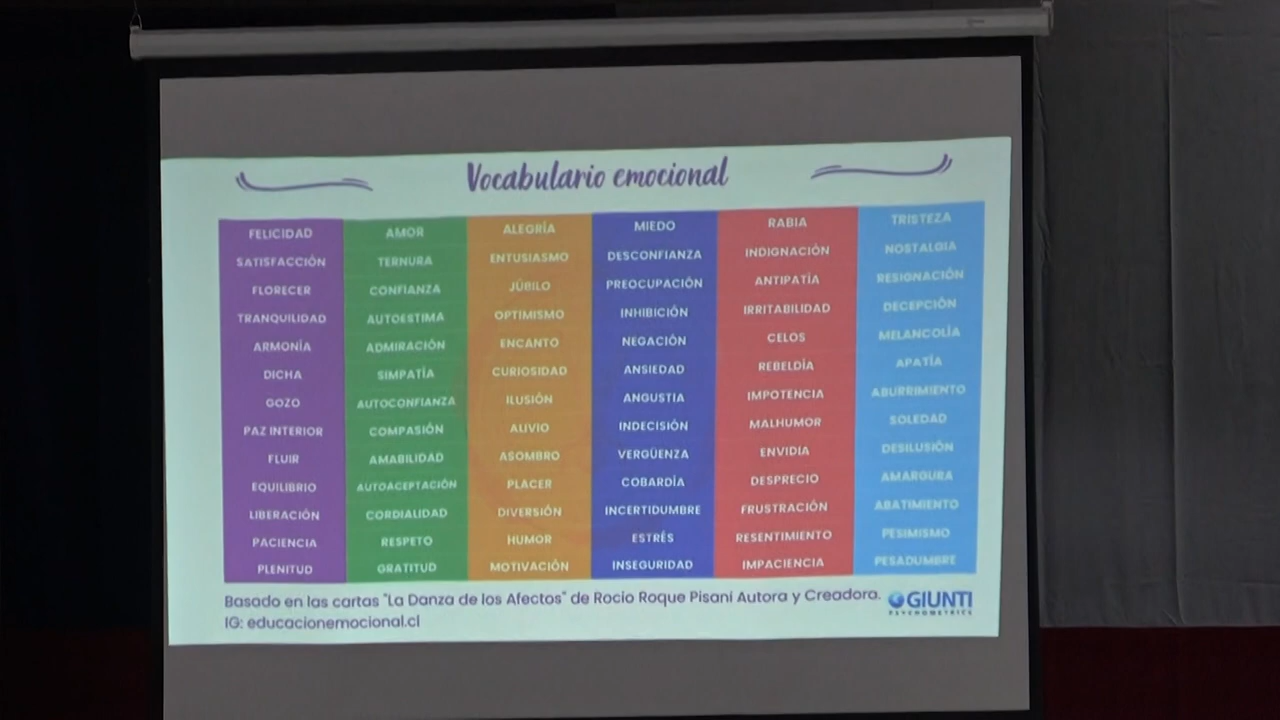 Vocabulario emocional
FELICIDAD AMOR ALEGRÍA MIEDO RABIA TRISTEZA
SATISFACCIÓN TERNURA ENTUSIASMO DESCONFIANZA INDIGNACIÓN NOSTALGIA
FLORECER CONFIANZA JÚBILO PREOCUPACIÓN ANTIPATÍA RESIGNACIÓN
TRANQUILIDAD AUTOESTIMA OPTIMISMO INHIBICIÓN IRRITABILIDAD DECEPCIÓN
ARMONÍA ADMIRACIÓN ENCANTO NEGACIÓN CELOS MELANCOLÍA
DICHA SIMPATÍA CURIOSIDAD ANSIEDAD REBELDÍA APATÍA
GOZO AUTOCONFIANZA ILUSIÓN ANGUSTIA IMPOTENCIA ABURRIMIENTO
PAZ INTERIOR COMPASIÓN ALIVIO INDECISIÓN MALHUMOR SOLEDAD
FLUIR AMABILIDAD ASOMBRO VERGÜENZA ENVIDIA DESILUSIÓN
EQUILIBRIO AUTOACEPTACIÓN PLACER COBARDÍA DESPRECIO AMARGURA
LIBERACIÓN CORDIALIDAD DIVERSIÓN INCERTIDUMBRE FRUSTRACIÓN ABATIMIENTO
PACIENCIA RESPETO HUMOR ESTRÉS RESENTIMIENTO PESIMISMO
PLENITUD GRATITUD MOTIVACIÓN INSEGURIDAD IMPACIENCIA PESADUMBRE
Basado en las cartas "La Danza de los Afectos" de Rocio Roque Pisani Autora y Creadora.
IG: educacionemocional.cl
GIUNTI
PSYCHOMETRICS